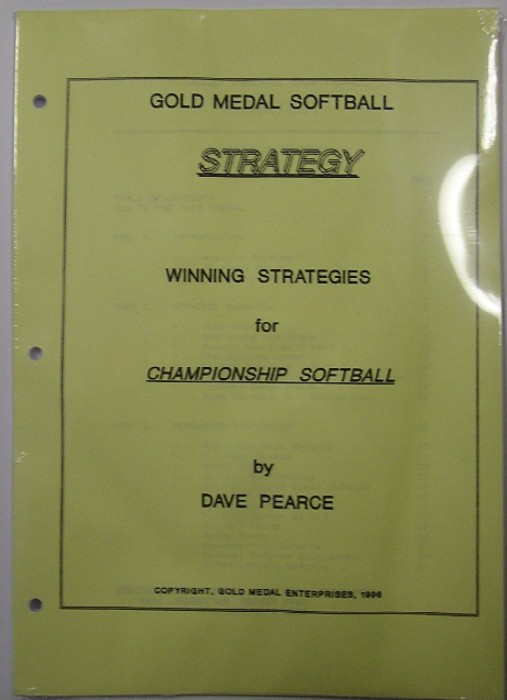 GOLD MEDAL SOFTBALL
STRATEGY
WINNING STRATEGIES
for
CHAMPIONSHIP SOFTBALL
by
DAVE PEARCE
COPYRIGHT, GOLD MEDAL ENTERPRISES, 1996